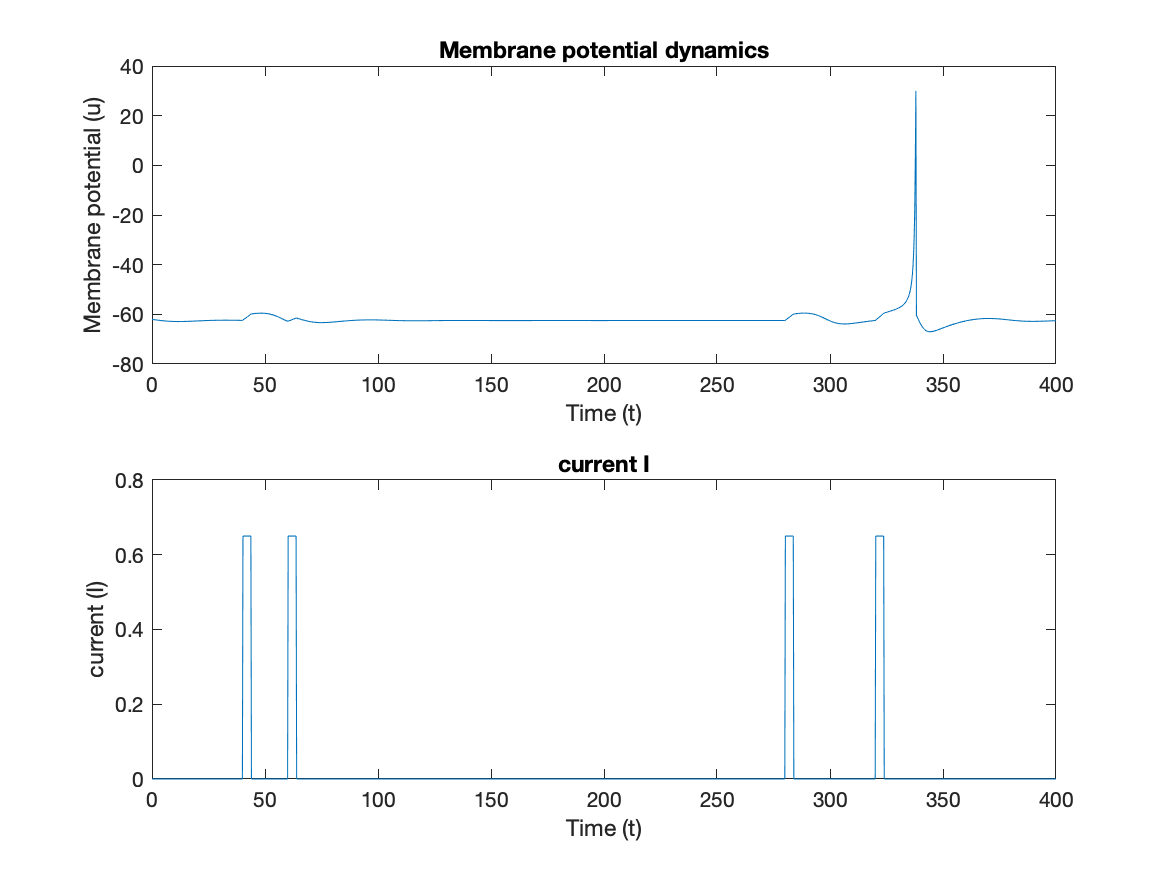 Membrane potential dynamics
40
20
0
-20
-40
-60
-80
Membrane potential (u)
0 50 100 150 200 250 300 350 400
Time (t)
current I
0.8
0.6
0.4
0.2
0
current (I)
0 50 100 150 200 250 300 350 400
Time (t)